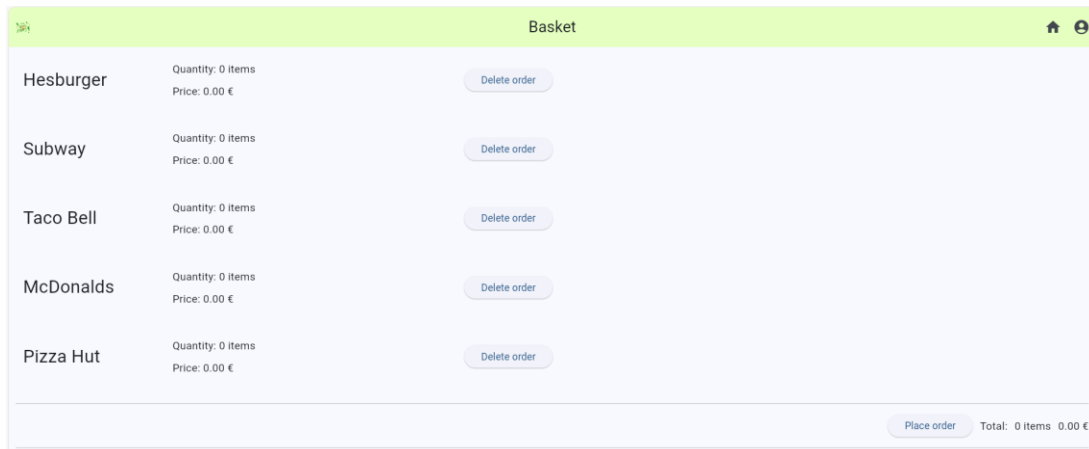 Basket
Hesburger
Quantity: 0 items
Price: 0.00 €
Delete order
Subway
Quantity: 0 items
Price: 0.00 €
Delete order
Taco Bell
Quantity: 0 items
Price: 0.00 €
Delete order
McDonalds
Quantity: 0 items
Price: 0.00 €
Delete order
Pizza Hut
Quantity: 0 items
Price: 0.00 €
Delete order
Place order Total: 0 items 0.00 €